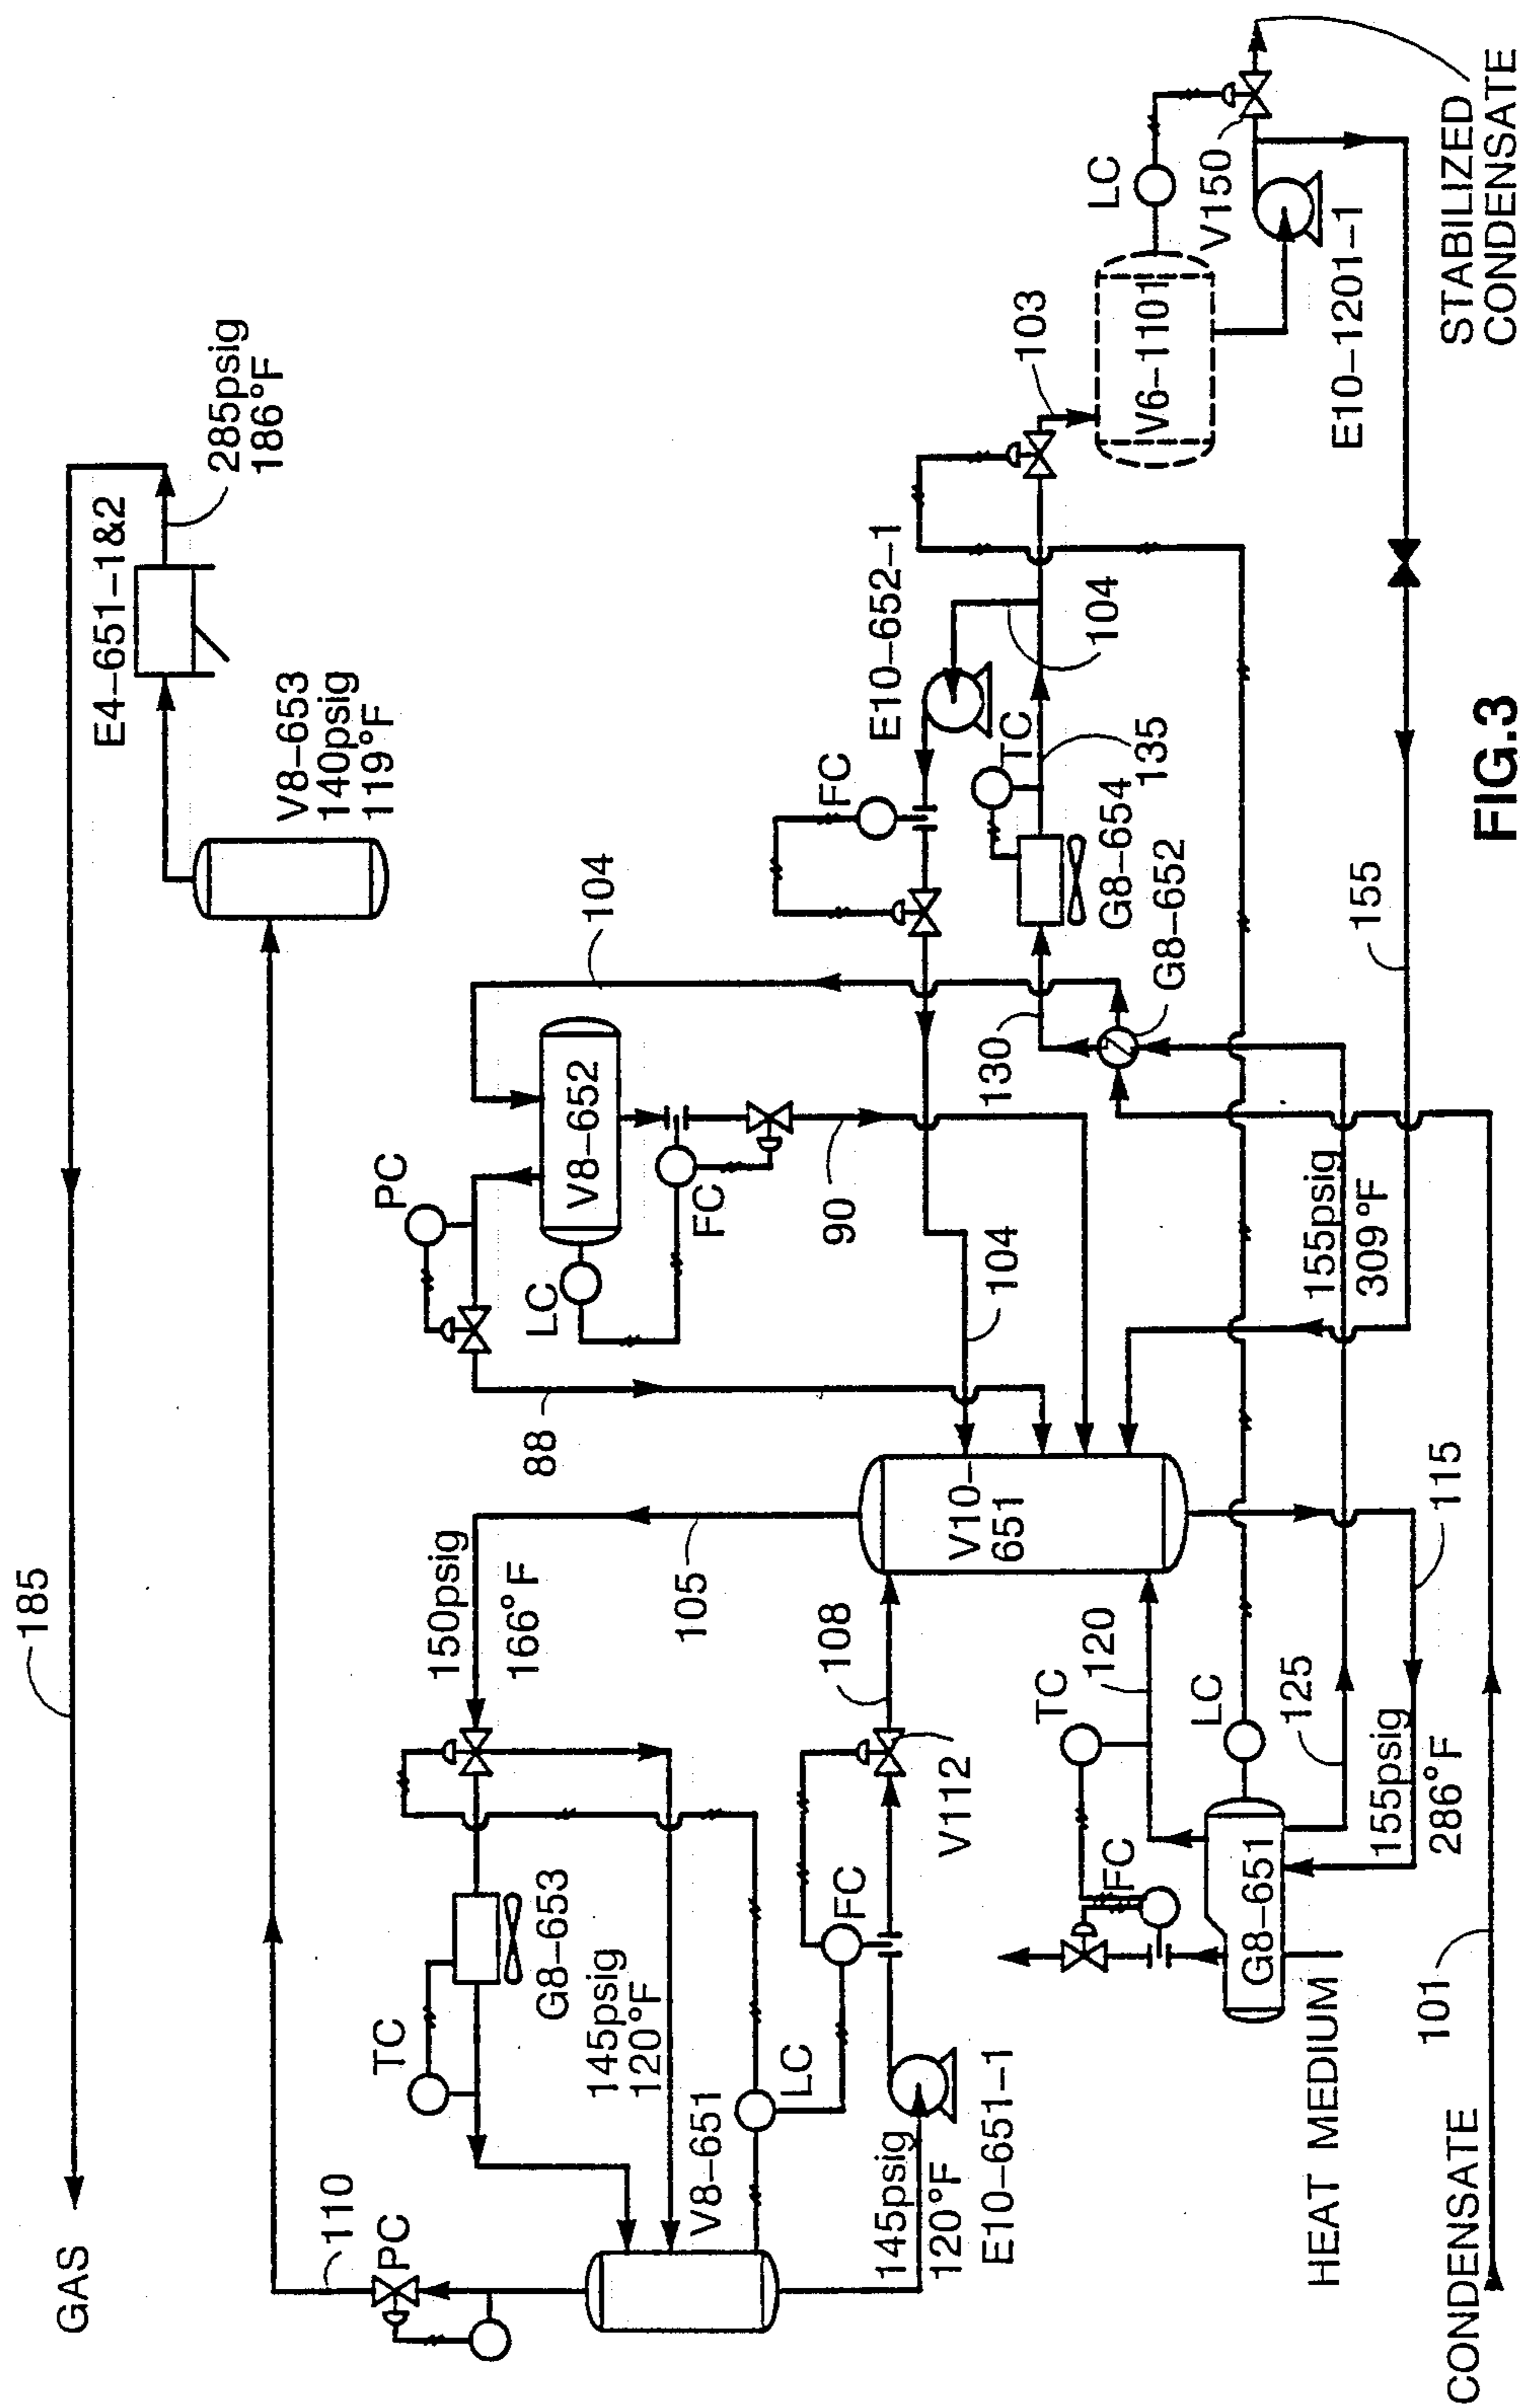 GAS
185
110
PC
285psig
186°F
E4–651–1&2
V8–653
140psig
119°F
TC
G8–653
145psig
120°F
V8–651
LC
150psig
166°F
105
88
PC
LC
V8–652
FC
90
104
104
FC
E10–652–1
TC
135
104
G8–654
G8–652
130
103
LC
V6–1101
V150
E10–1201–1
STABILIZED
CONDENSATE
145psig
120°F
E10–651–1
FC
V112
108
V10–
651
TC
120
FC
LC
G8–651
125
HEAT MEDIUM
155psig
286°F
115
155psig
309°F
155
101
CONDENSATE
FIG.3